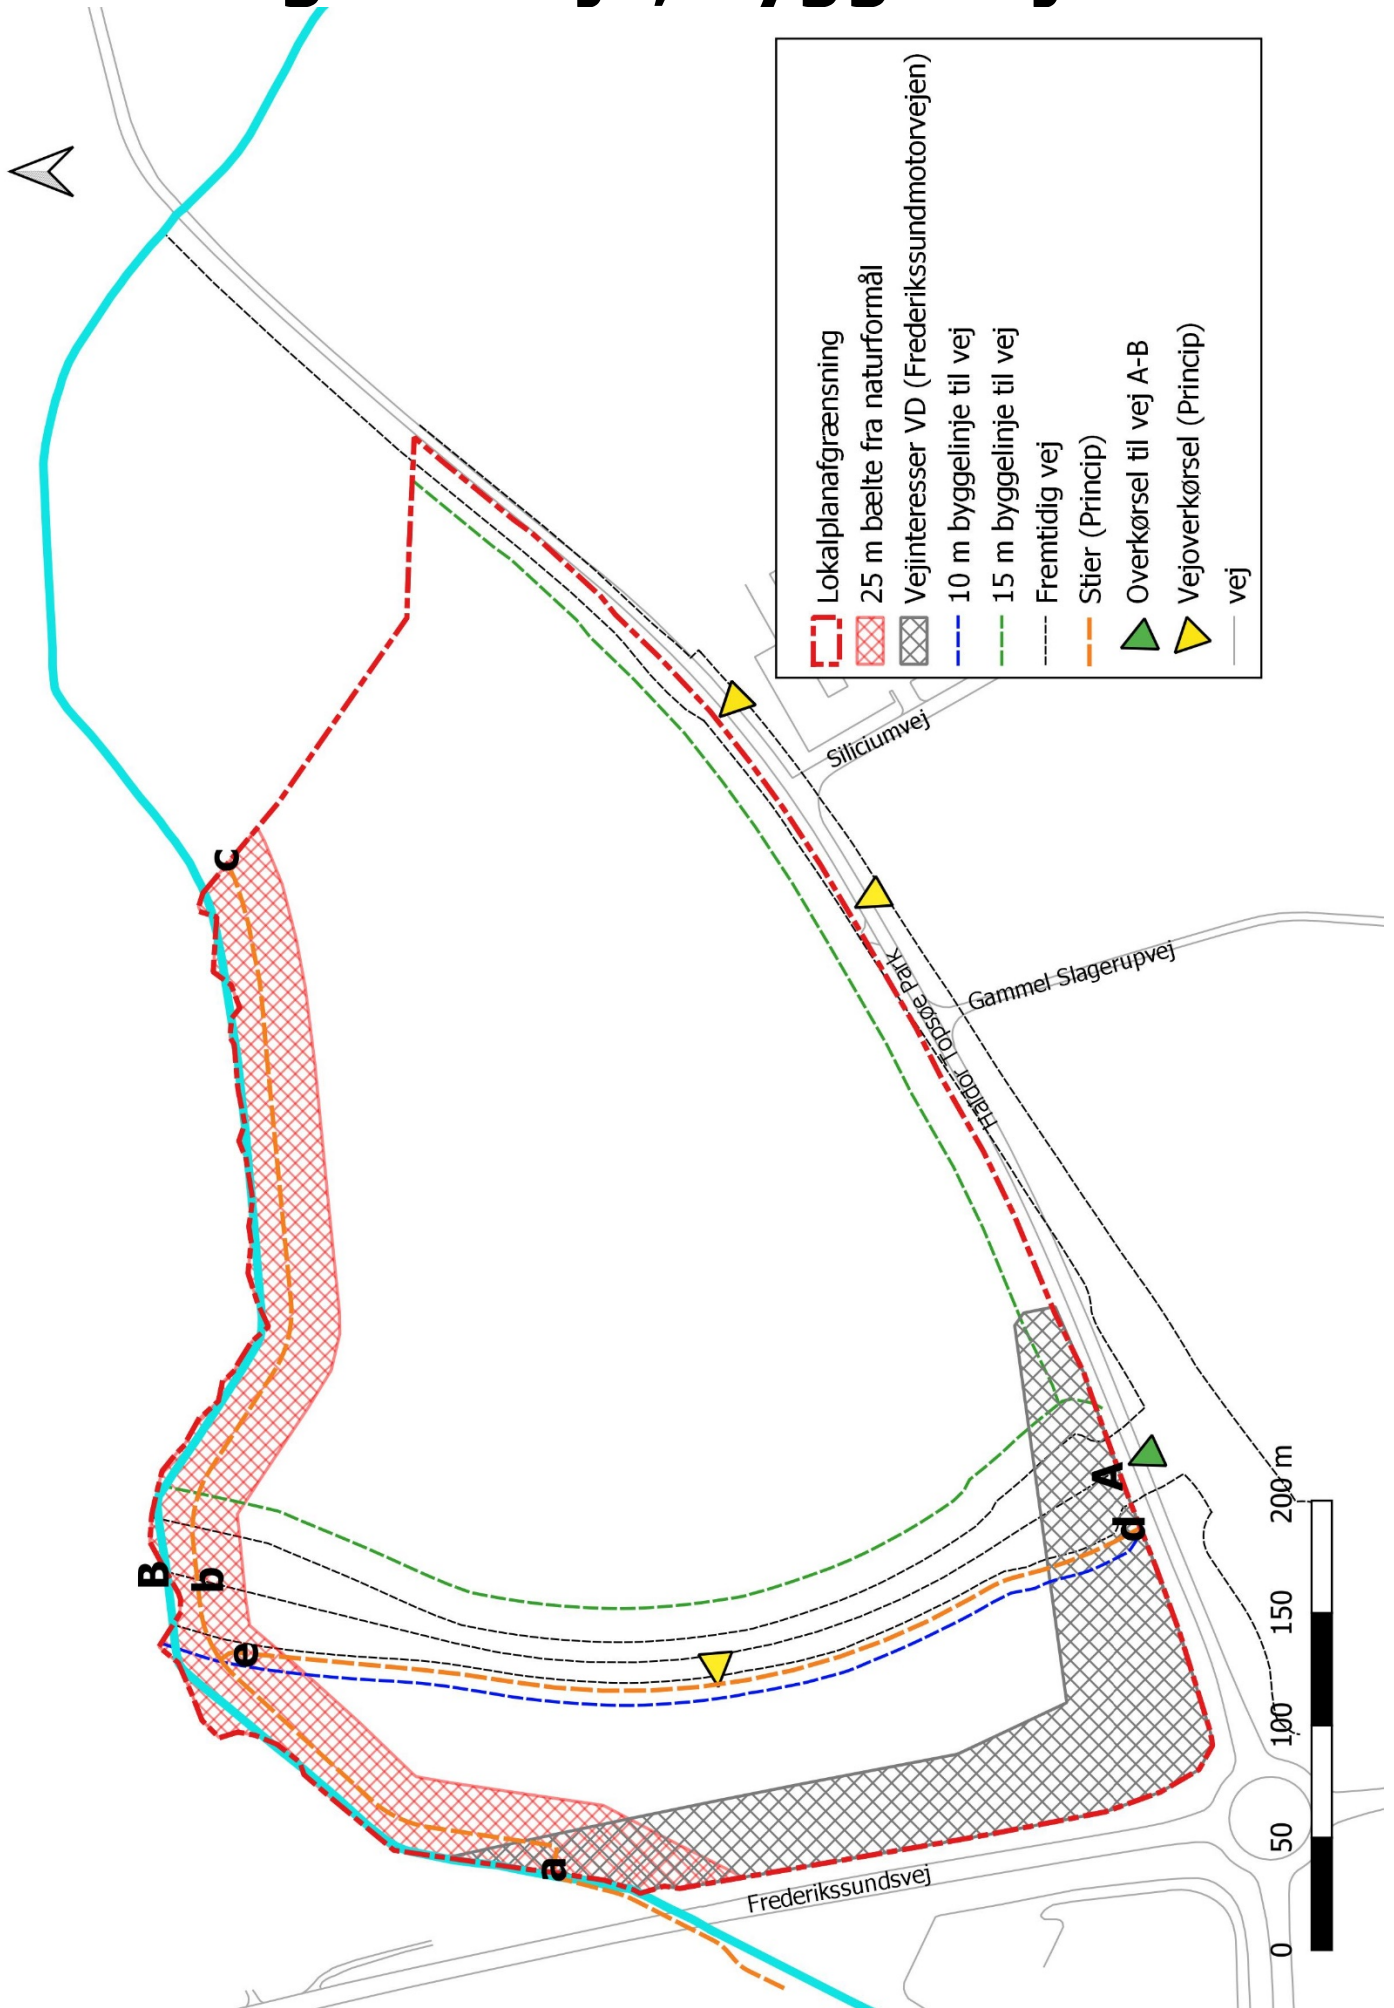 Lokalplanafgrænsning
25 m bælte fra naturformål
Vejinteresser VD (Frederikssundmotorvejen)
10 m byggelinje til vej
15 m byggelinje til vej
Fremtidig vej
Stier (Princip)
Overkørsel til vej A-B
Vejoverkørsel (Princip)
vej
c
B
b
e
a
A
d
Siliciumvej
Gammel Slagerupvej
Haldor Topsøe Park
Frederikssundsvej
0 50 100 150 200 m